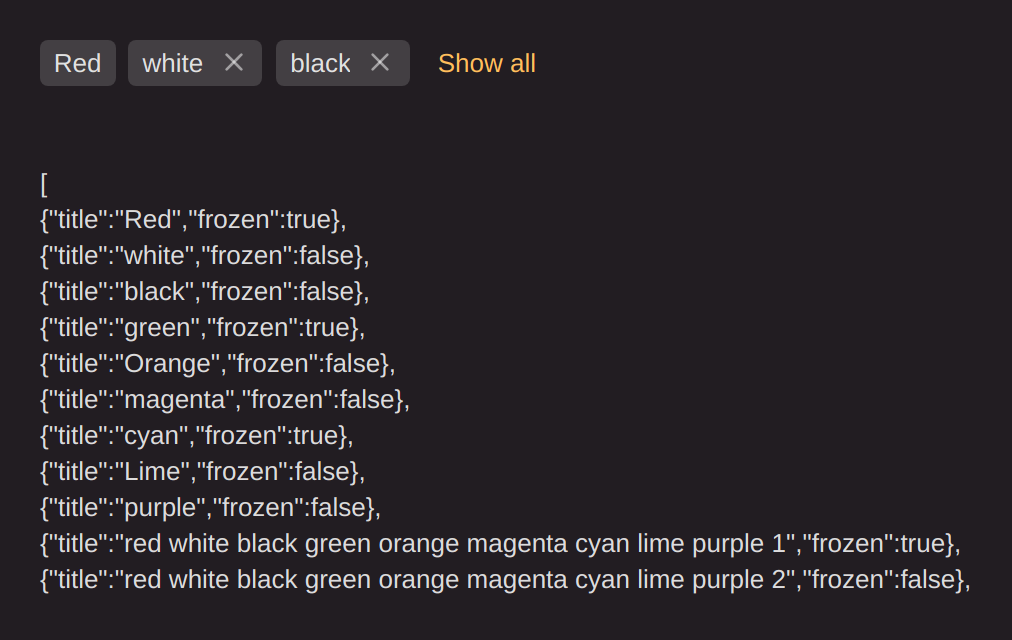 Red white black Show all
[
{"title":"Red","frozen":true},
{"title":"white","frozen":false},
{"title":"black","frozen":false},
{"title":"green","frozen":true},
{"title":"Orange","frozen":false},
{"title":"magenta","frozen":false},
{"title":"cyan","frozen":true},
{"title":"Lime","frozen":false},
{"title":"purple","frozen":false},
{"title":"red white black green orange magenta cyan lime purple 1","frozen":true},
{"title":"red white black green orange magenta cyan lime purple 2","frozen":false},